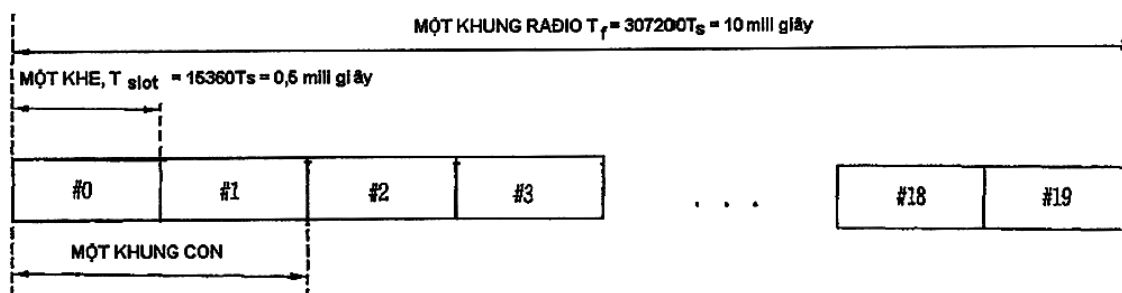 MỘT KHUNG RAĐIO T_f = 307200T_S = 10 mili giây
MỘT KHE, T_slot = 15360Ts = 0,5 mili giây
#0 #1 #2 #3 . . . #18 #19
MỘT KHUNG CON